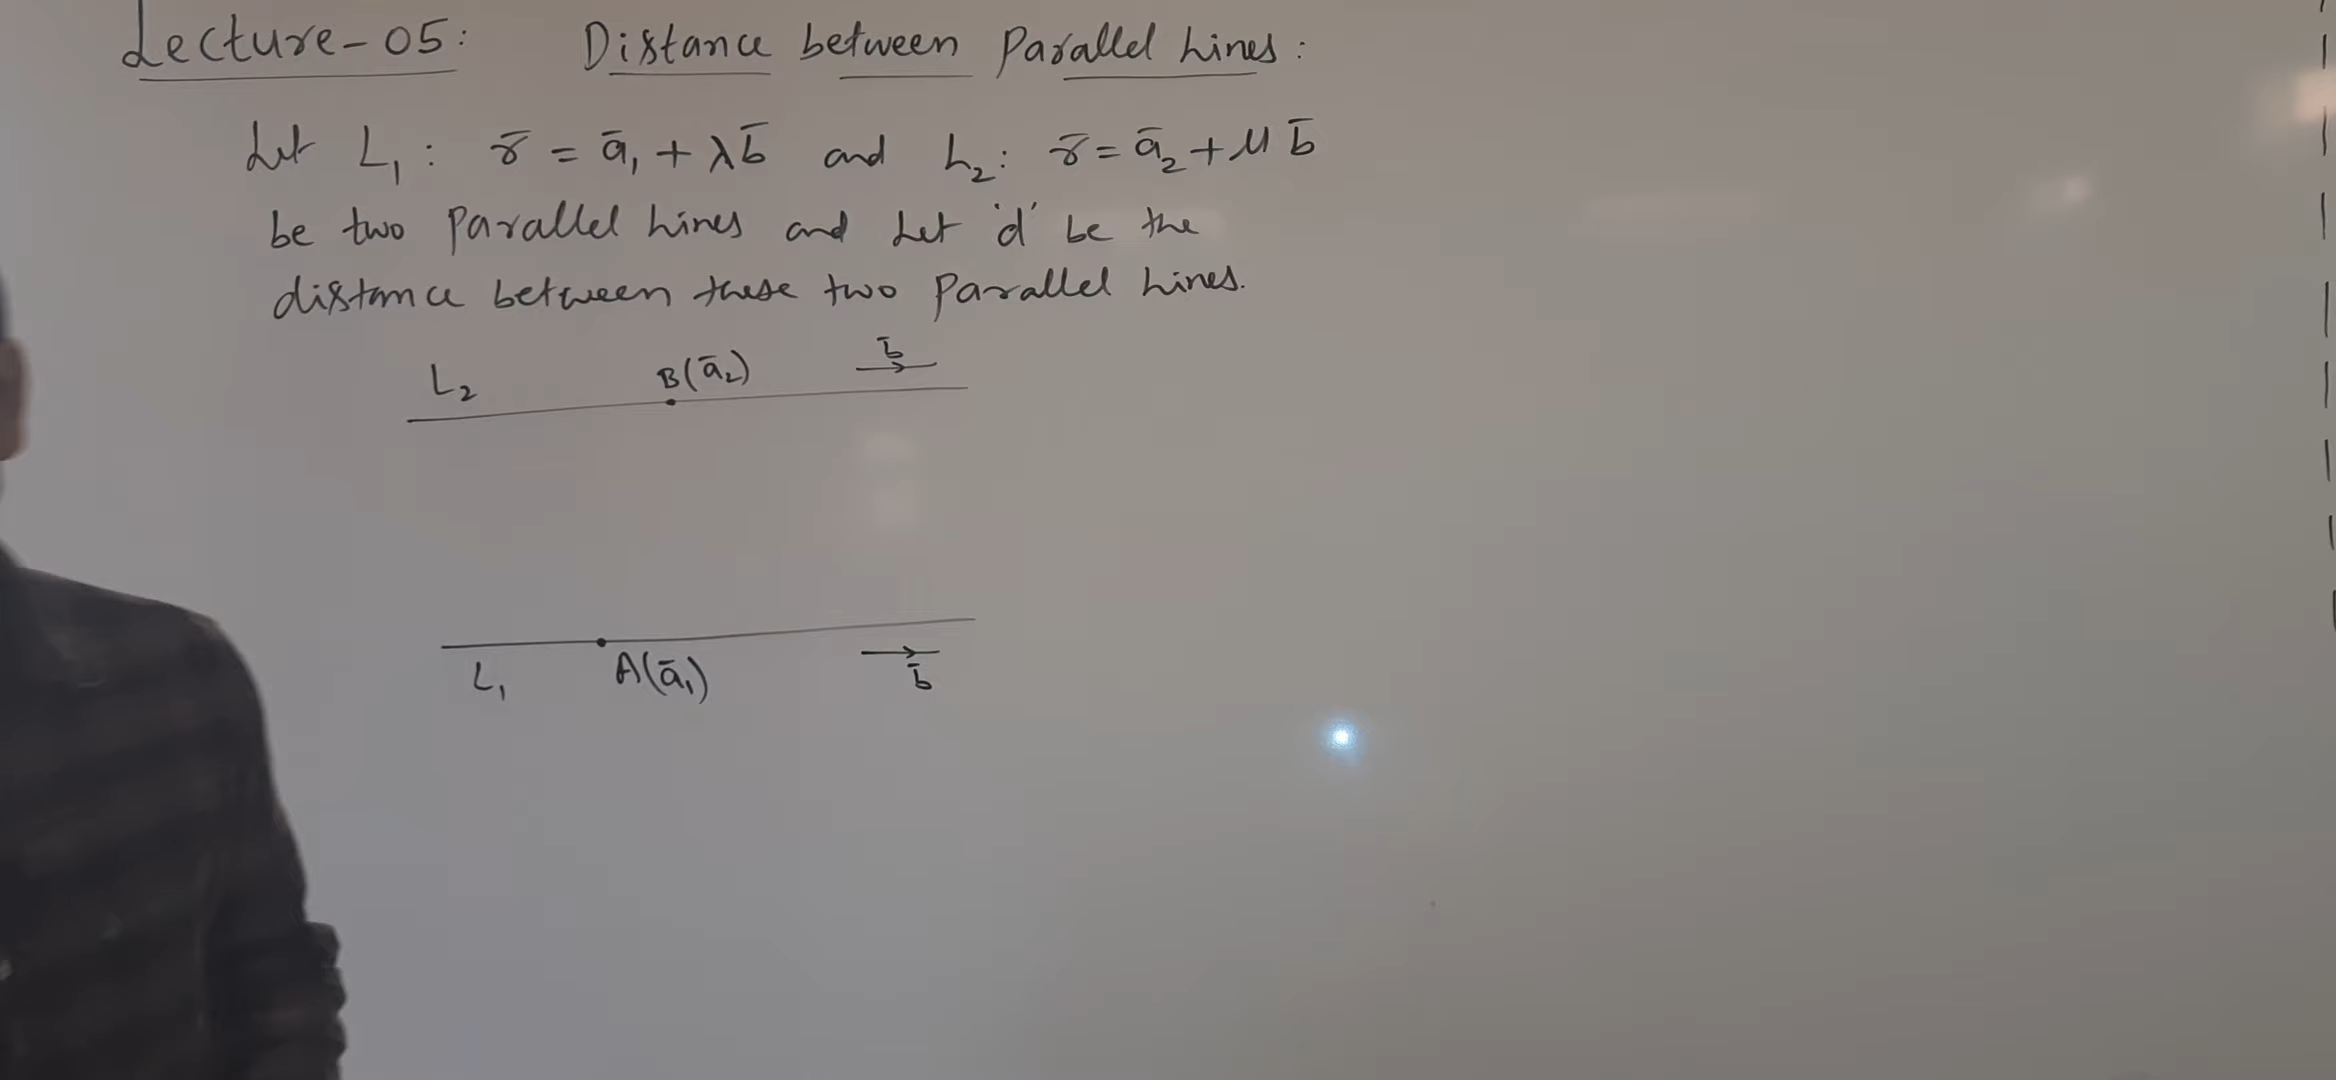 Lecture-05: Distance between Parallel Lines:
Let L₁: r̄ = ā₁ + λb̄ and L₂: r̄ = ā₂ + μb̄
be two parallel Lines and Let 'd' be the
distance between these two Parallel Lines.
L₂ B(ā₂) b̄
L₁ A(ā₁) b̄